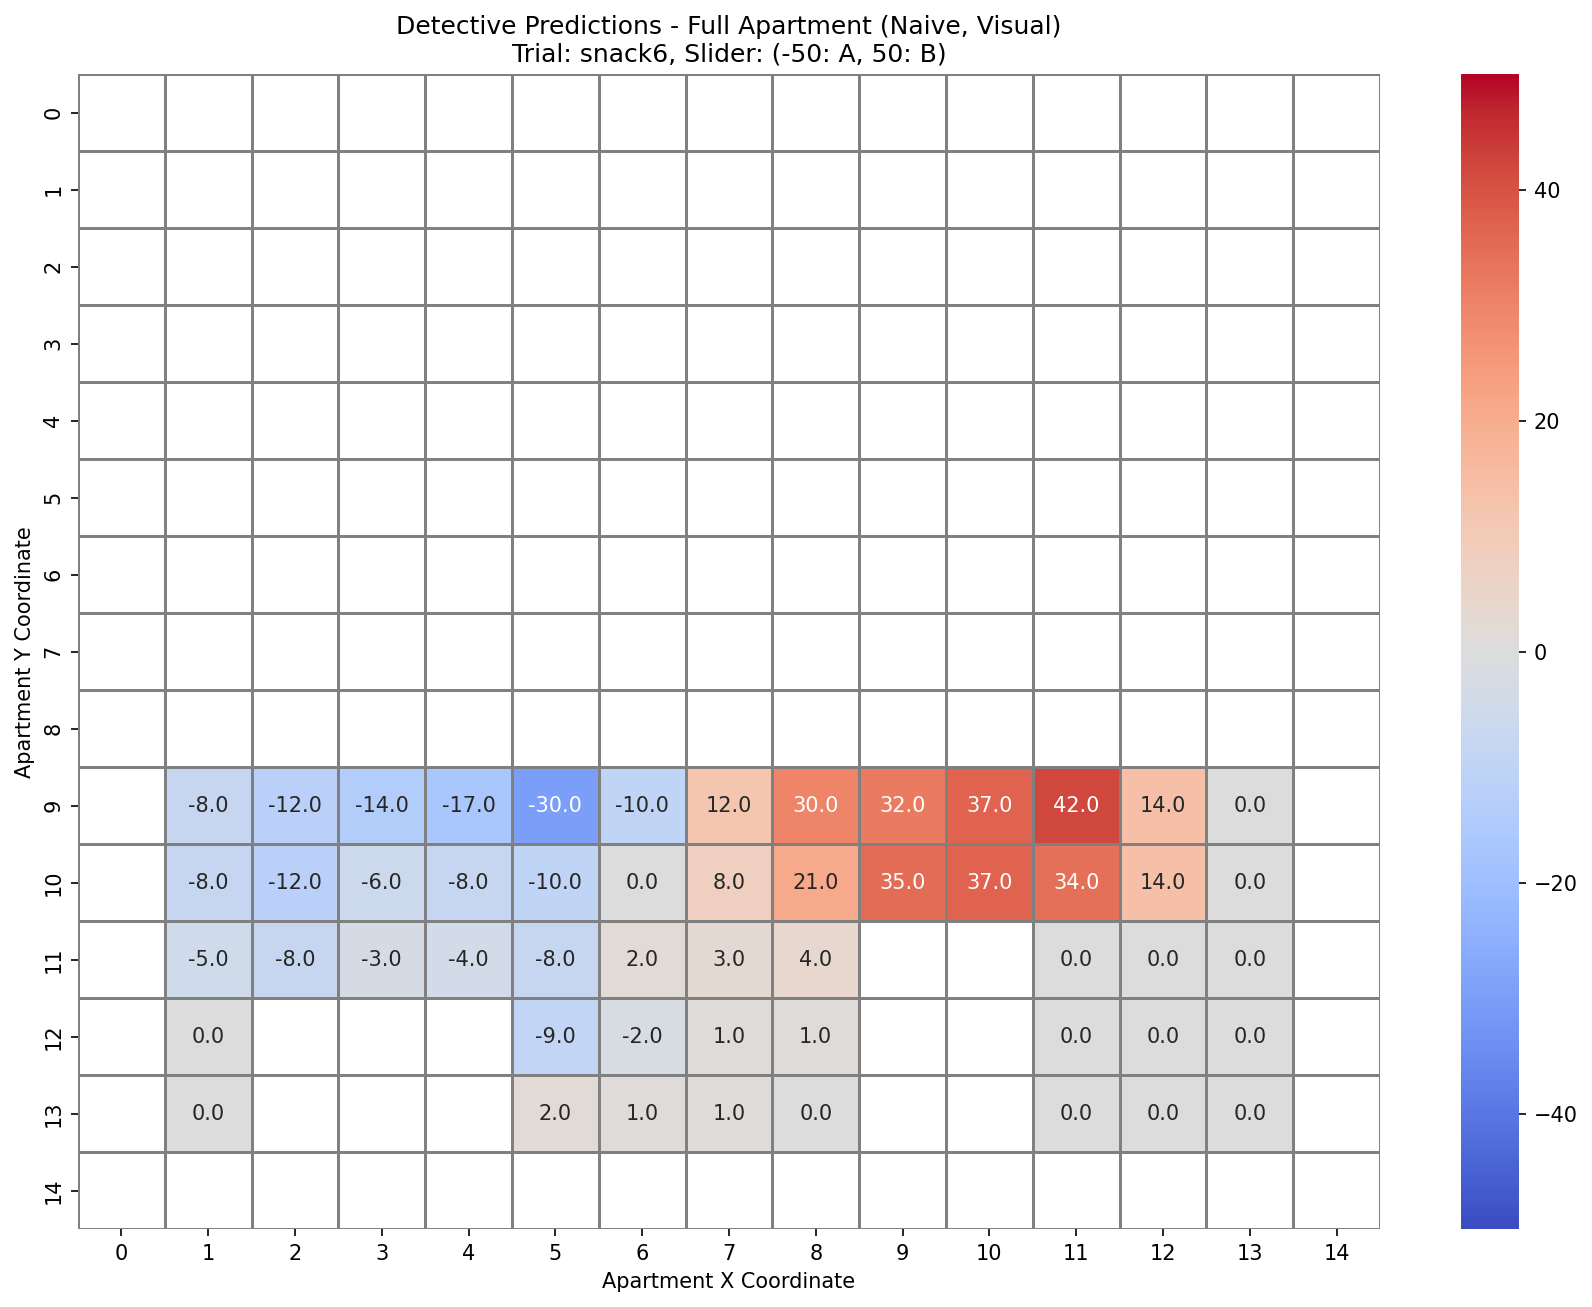 Detective Predictions - Full Apartment (Naive, Visual)
Trial: snack6, Slider: (-50: A, 50: B)
Apartment Y Coordinate
0
1
2
3
4
5
6
7
8
9 -8.0 -12.0 -14.0 -17.0 -30.0 -10.0 12.0 30.0 32.0 37.0 42.0 14.0 0.0
10 -8.0 -12.0 -6.0 -8.0 -10.0 0.0 8.0 21.0 35.0 37.0 34.0 14.0 0.0
11 -5.0 -8.0 -3.0 -4.0 -8.0 2.0 3.0 4.0 0.0 0.0 0.0
12 0.0 -9.0 -2.0 1.0 1.0 0.0 0.0 0.0
13 0.0 2.0 1.0 1.0 0.0 0.0 0.0 0.0
14
0 1 2 3 4 5 6 7 8 9 10 11 12 13 14
Apartment X Coordinate
40
20
0
−20
−40